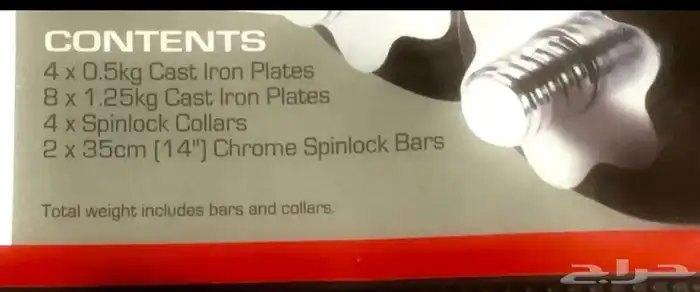 CONTENTS
4 x 0.5kg Cast Iron Plates
8 x 1.25kg Cast Iron Plates
4 x Spinlock Collars
2 x 35cm (14") Chrome Spinlock Bars
Total weight includes bars and collars.
حراج